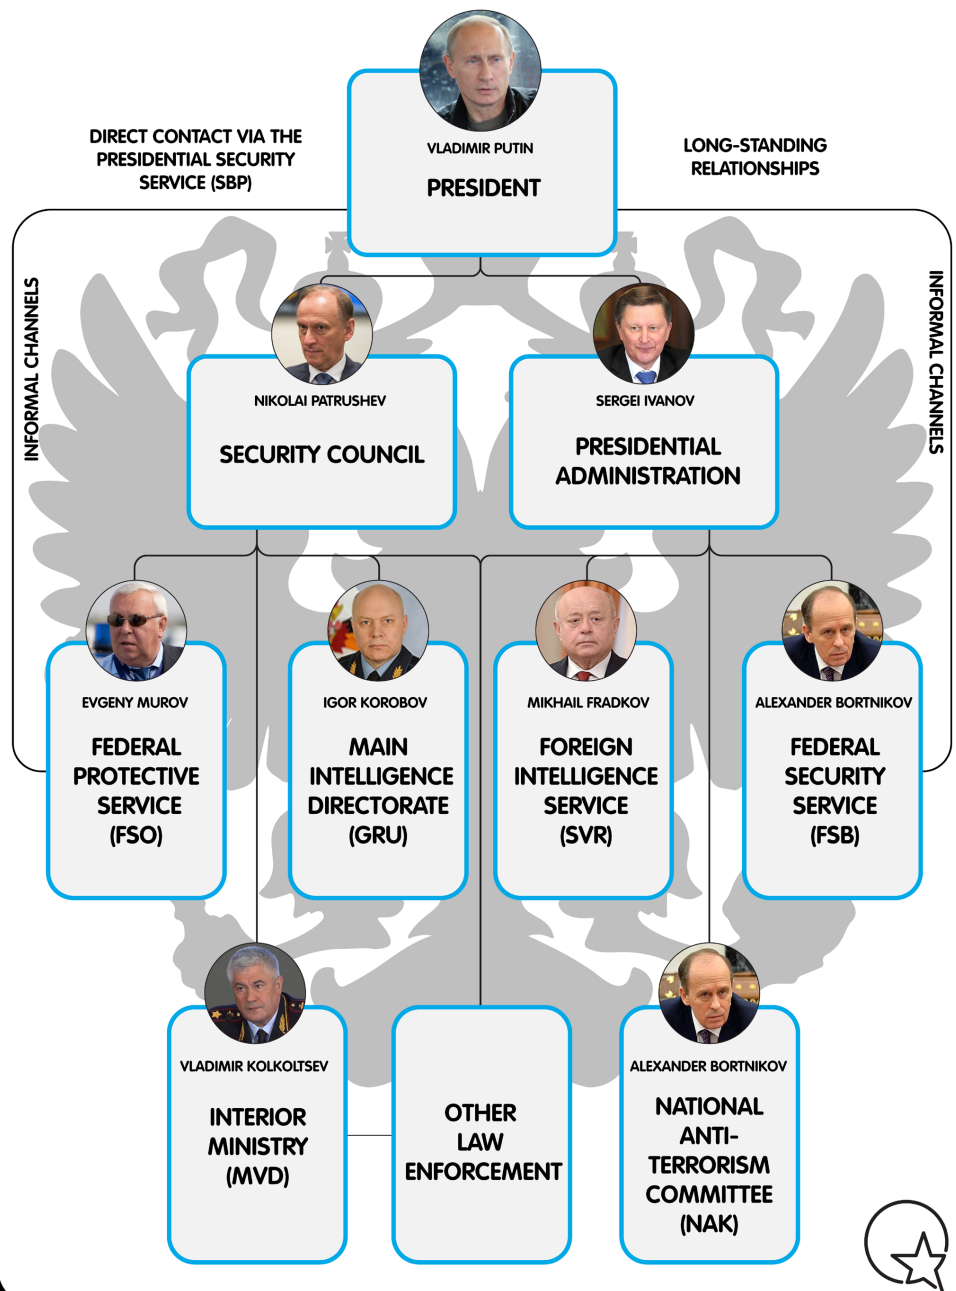 VLADIMIR PUTIN
PRESIDENT
DIRECT CONTACT VIA THE
PRESIDENTIAL SECURITY
SERVICE (SBP)
LONG-STANDING
RELATIONSHIPS
INFORMAL CHANNELS
INFORMAL CHANNELS
NIKOLAI PATRUSHEV
SECURITY COUNCIL
SERGEI IVANOV
PRESIDENTIAL
ADMINISTRATION
EVGENY MUROV
FEDERAL
PROTECTIVE
SERVICE
(FSO)
IGOR KOROBOV
MAIN
INTELLIGENCE
DIRECTORATE
(GRU)
MIKHAIL FRADKOV
FOREIGN
INTELLIGENCE
SERVICE
(SVR)
ALEXANDER BORTNIKOV
FEDERAL
SECURITY
SERVICE
(FSB)
VLADIMIR KOLKOLTSEV
INTERIOR
MINISTRY
(MVD)
OTHER
LAW
ENFORCEMENT
ALEXANDER BORTNIKOV
NATIONAL
ANTI-
TERRORISM
COMMITTEE
(NAK)